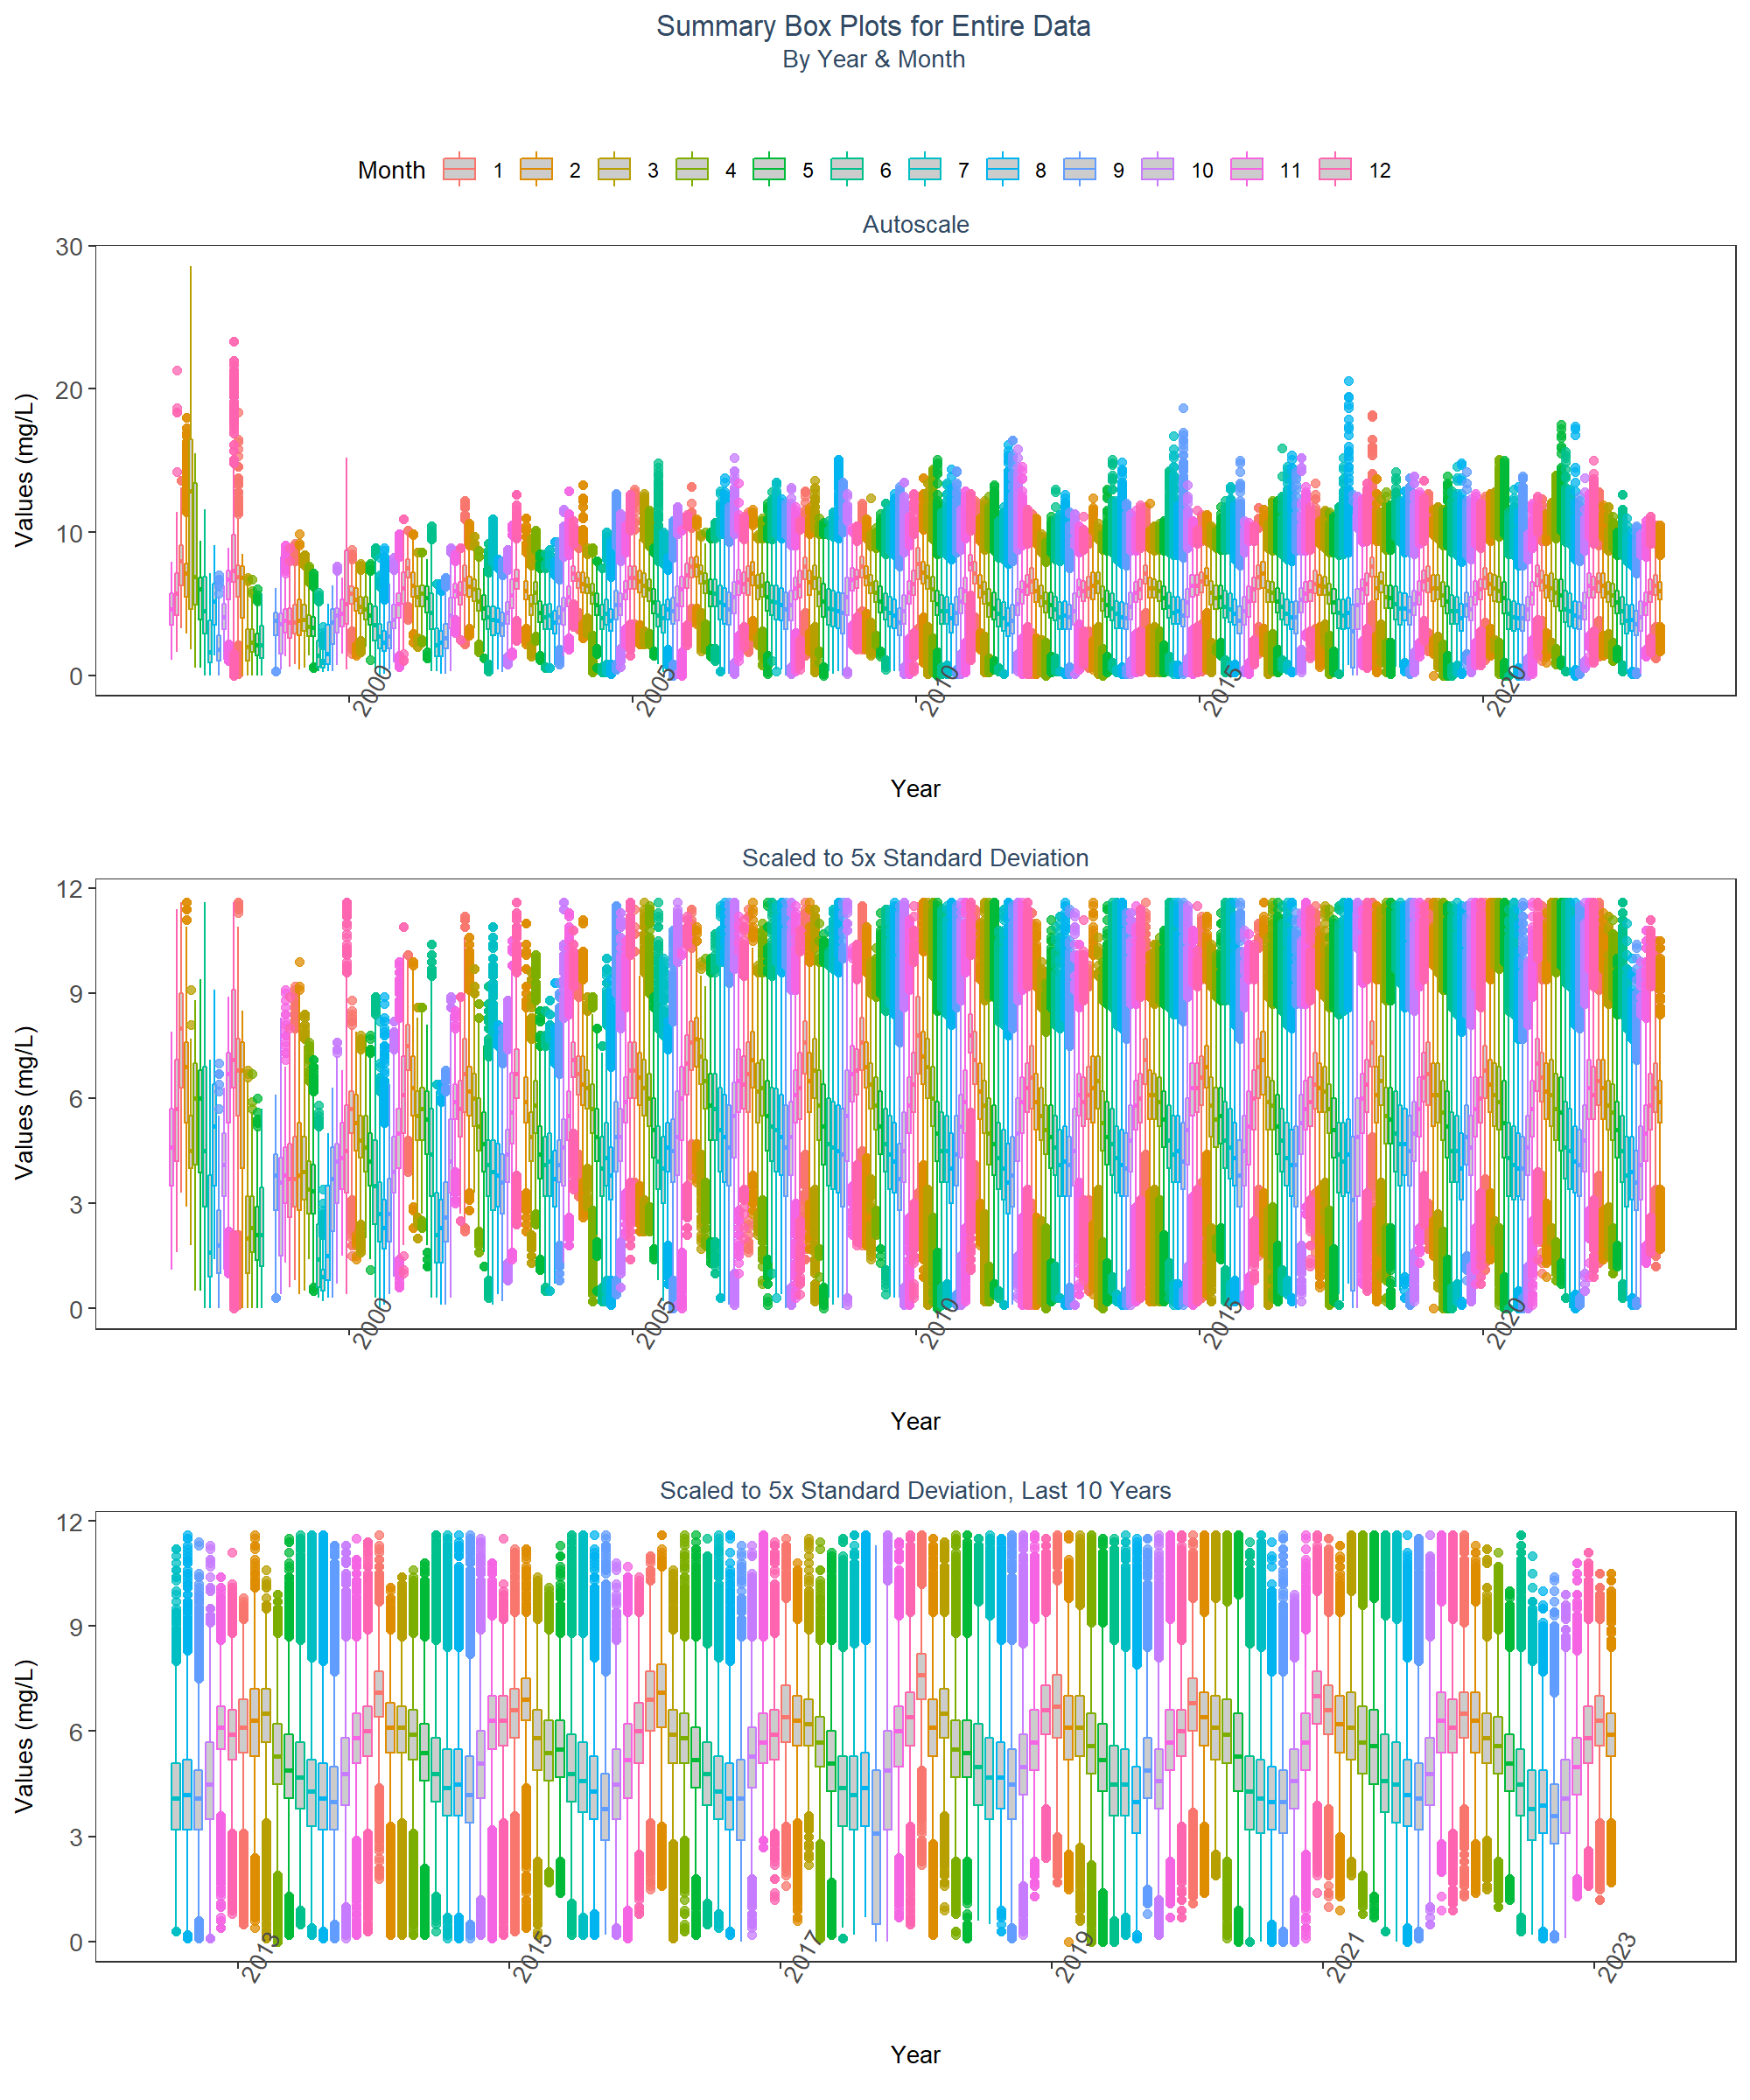 Summary Box Plots for Entire Data
By Year & Month
Month 1 2 3 4 5 6 7 8 9 10 11 12
Autoscale
Values (mg/L)
30
20
10
0
2000 2005 2010 2015 2020
Year
Scaled to 5x Standard Deviation
Values (mg/L)
12
9
6
3
0
2000 2005 2010 2015 2020
Year
Scaled to 5x Standard Deviation, Last 10 Years
Values (mg/L)
12
9
6
3
0
2013 2015 2017 2019 2021 2023
Year